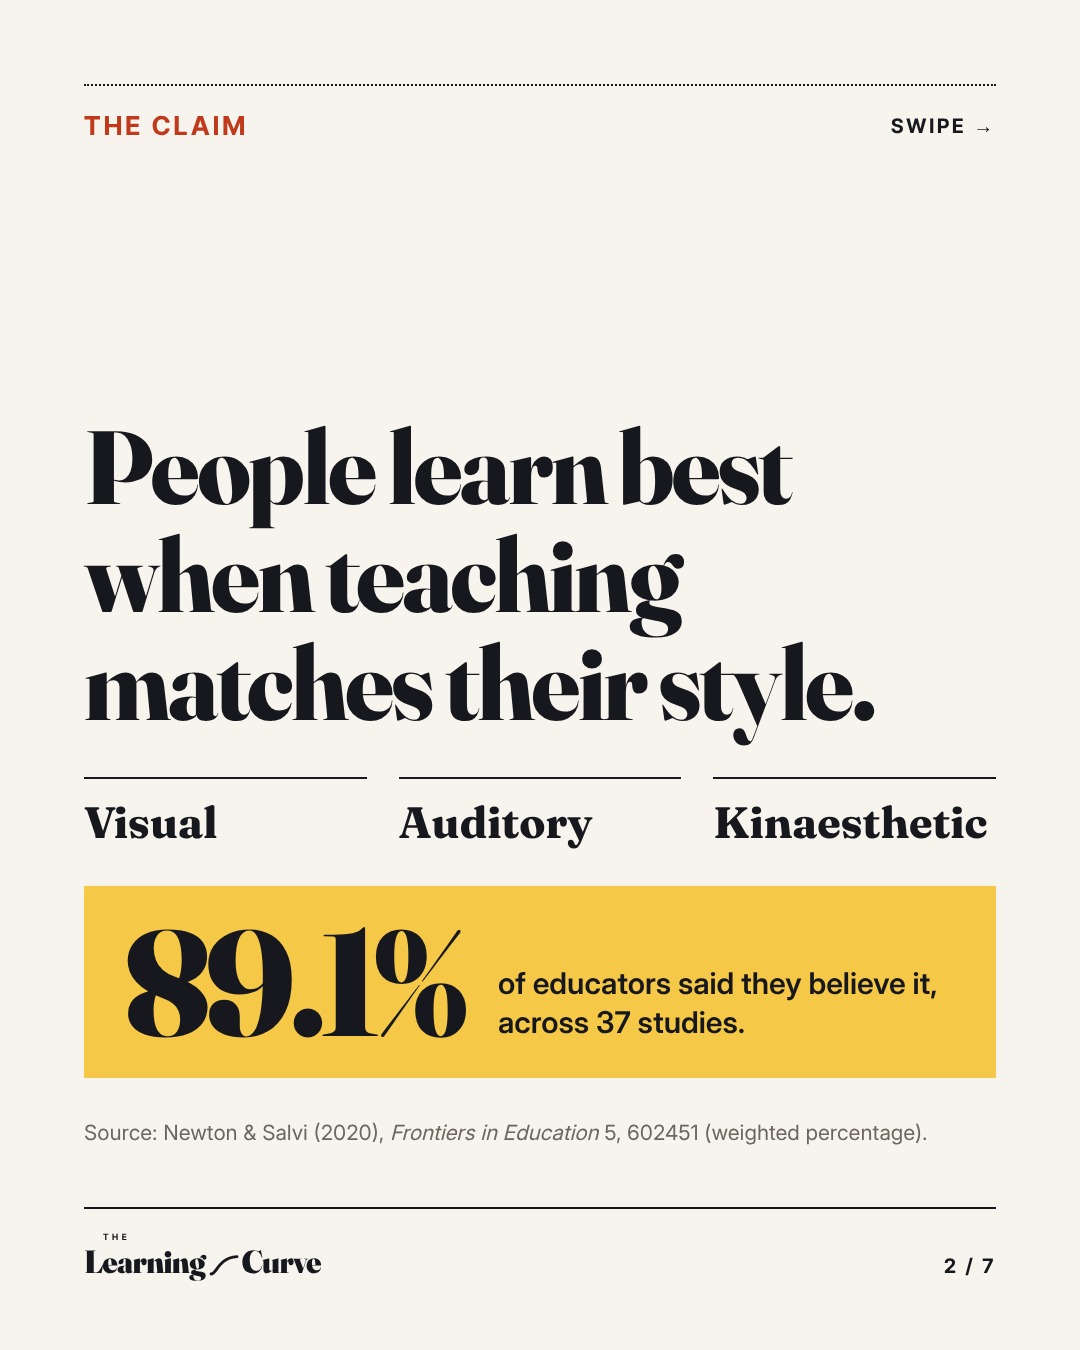 THE CLAIM
SWIPE →
People learn best
when teaching
matches their style.
Visual
Auditory
Kinaesthetic
89.1%
of educators said they believe it,
across 37 studies.
Source: Newton & Salvi (2020), Frontiers in Education 5, 602451 (weighted percentage).
THE
Learning Curve
2 / 7